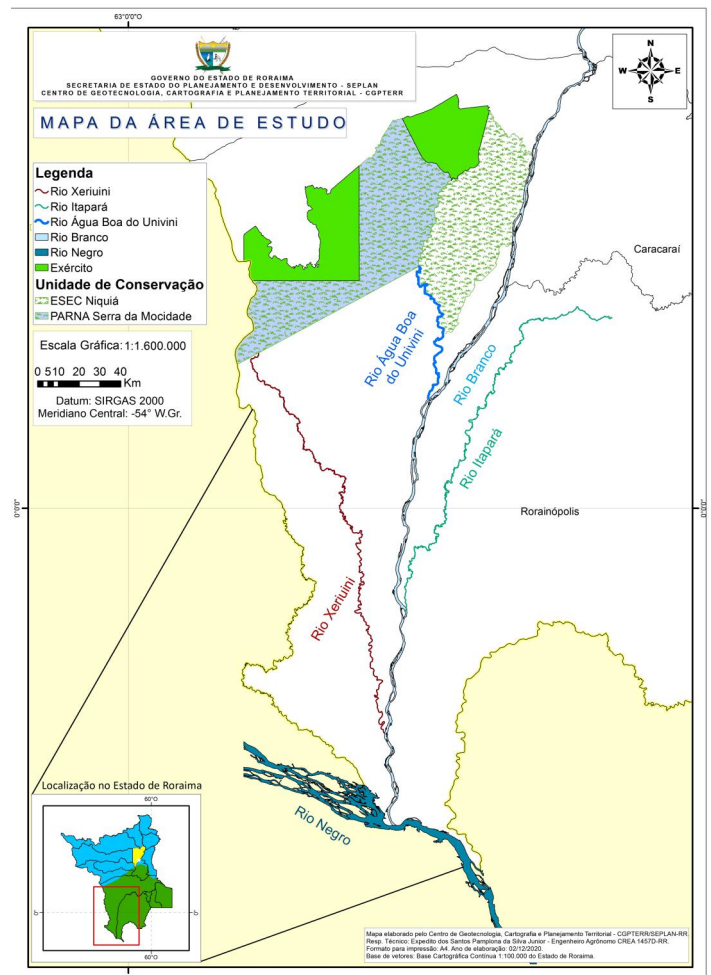 63°0'0"O
GOVERNO DO ESTADO DE RORAIMA
SECRETARIA DE ESTADO DO PLANEJAMENTO E DESENVOLVIMENTO - SEPLAN
CENTRO DE GEOTECNOLOGIA, CARTOGRAFIA E PLANEJAMENTO TERRITORIAL - CGPTERR
N
W E
S
MAPA DA ÁREA DE ESTUDO
Legenda
Rio Xeriuini
Rio Itapará
Rio Água Boa do Univini
Rio Branco
Rio Negro
Exército
Unidade de Conservação
ESEC Niquiá
PARNA Serra da Mocidade
Escala Gráfica: 1:1.600.000
0 5 10 20 30 40
Km
Datum: SIRGAS 2000
Meridiano Central: -54° W.Gr.
Caracaraí
Rio Água Boa
do Univini
Rio Branco
Rio Itapará
0°0'0"
0°0'0"
Rorainópolis
Rio Xeriuini
Rio Negro
Localização no Estado de Roraima
60°O
60°O
Mapa elaborado pelo Centro de Geotecnologia, Cartografia e Planejamento Territorial - CGPTERR/SEPLAN-RR.
Resp. Técnico: Expedito dos Santos Pamplona da Silva Junior - Engenheiro Agrônomo CREA 1457D-RR.
Formato para impressão: A4. Ano de elaboração: 02/12/2020.
Base de vetores: Base Cartográfica Contínua 1:100.000 do Estado de Roraima.